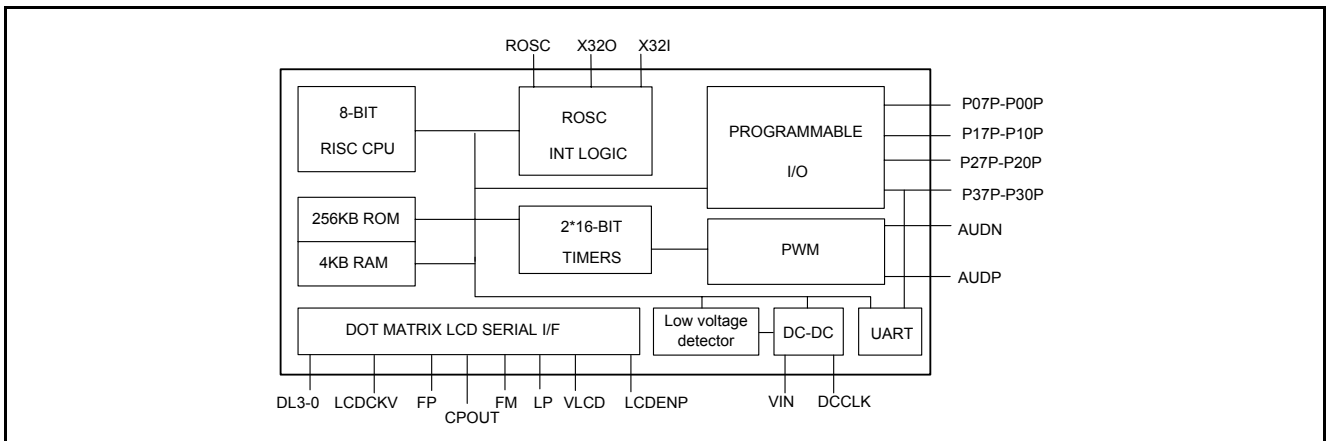 ROSC X32O X32I
8-BIT
RISC CPU
ROSC
INT LOGIC
PROGRAMMABLE
I/O
P07P-P00P
P17P-P10P
P27P-P20P
P37P-P30P
256KB ROM
4KB RAM
2*16-BIT
TIMERS
PWM
AUDN
AUDP
DOT MATRIX LCD SERIAL I/F
Low voltage
detector
DC-DC
UART
DL3-0 LCDCKV FP CPOUT FM LP VLCD LCDENP VIN DCCLK